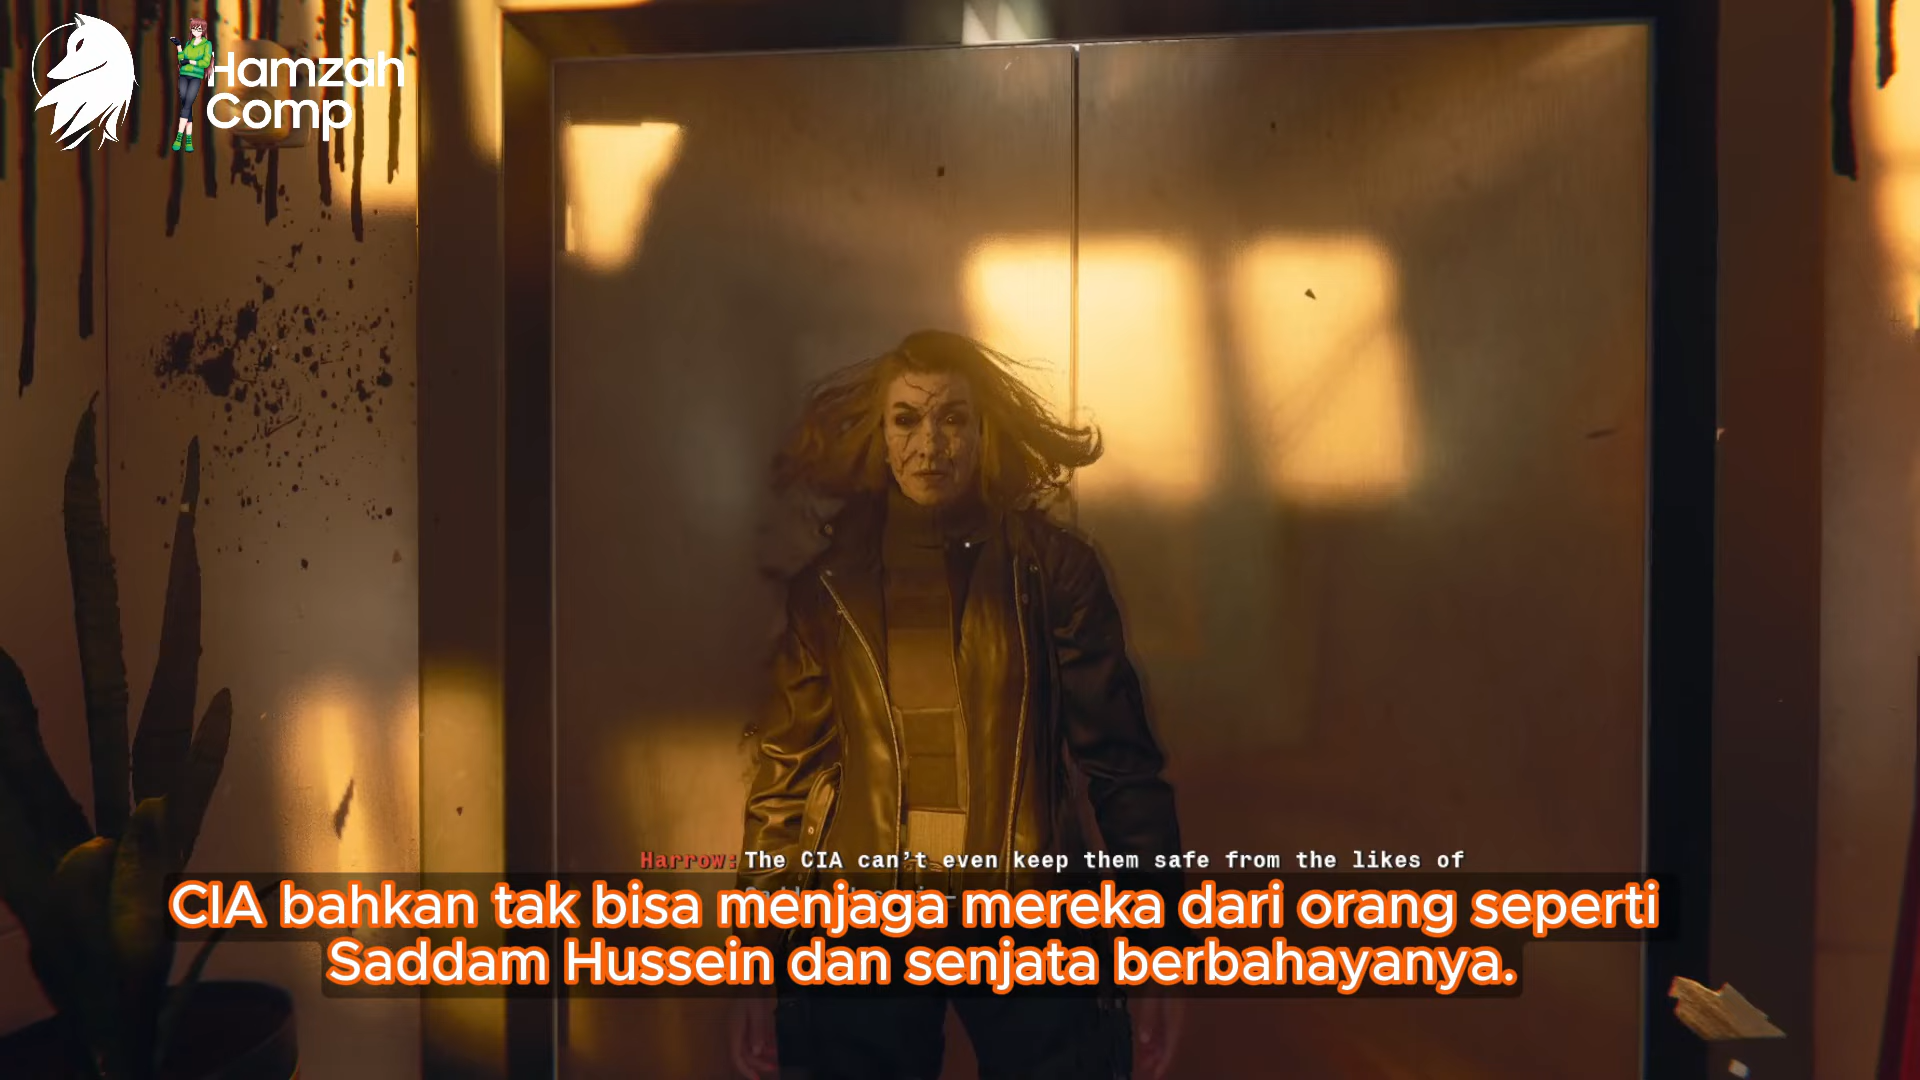 Hamzah
Comp
Harrow: The CIA can't even keep them safe from the likes of
CIA bahkan tak bisa menjaga mereka dari orang seperti
Saddam Hussein dan senjata berbahayanya.